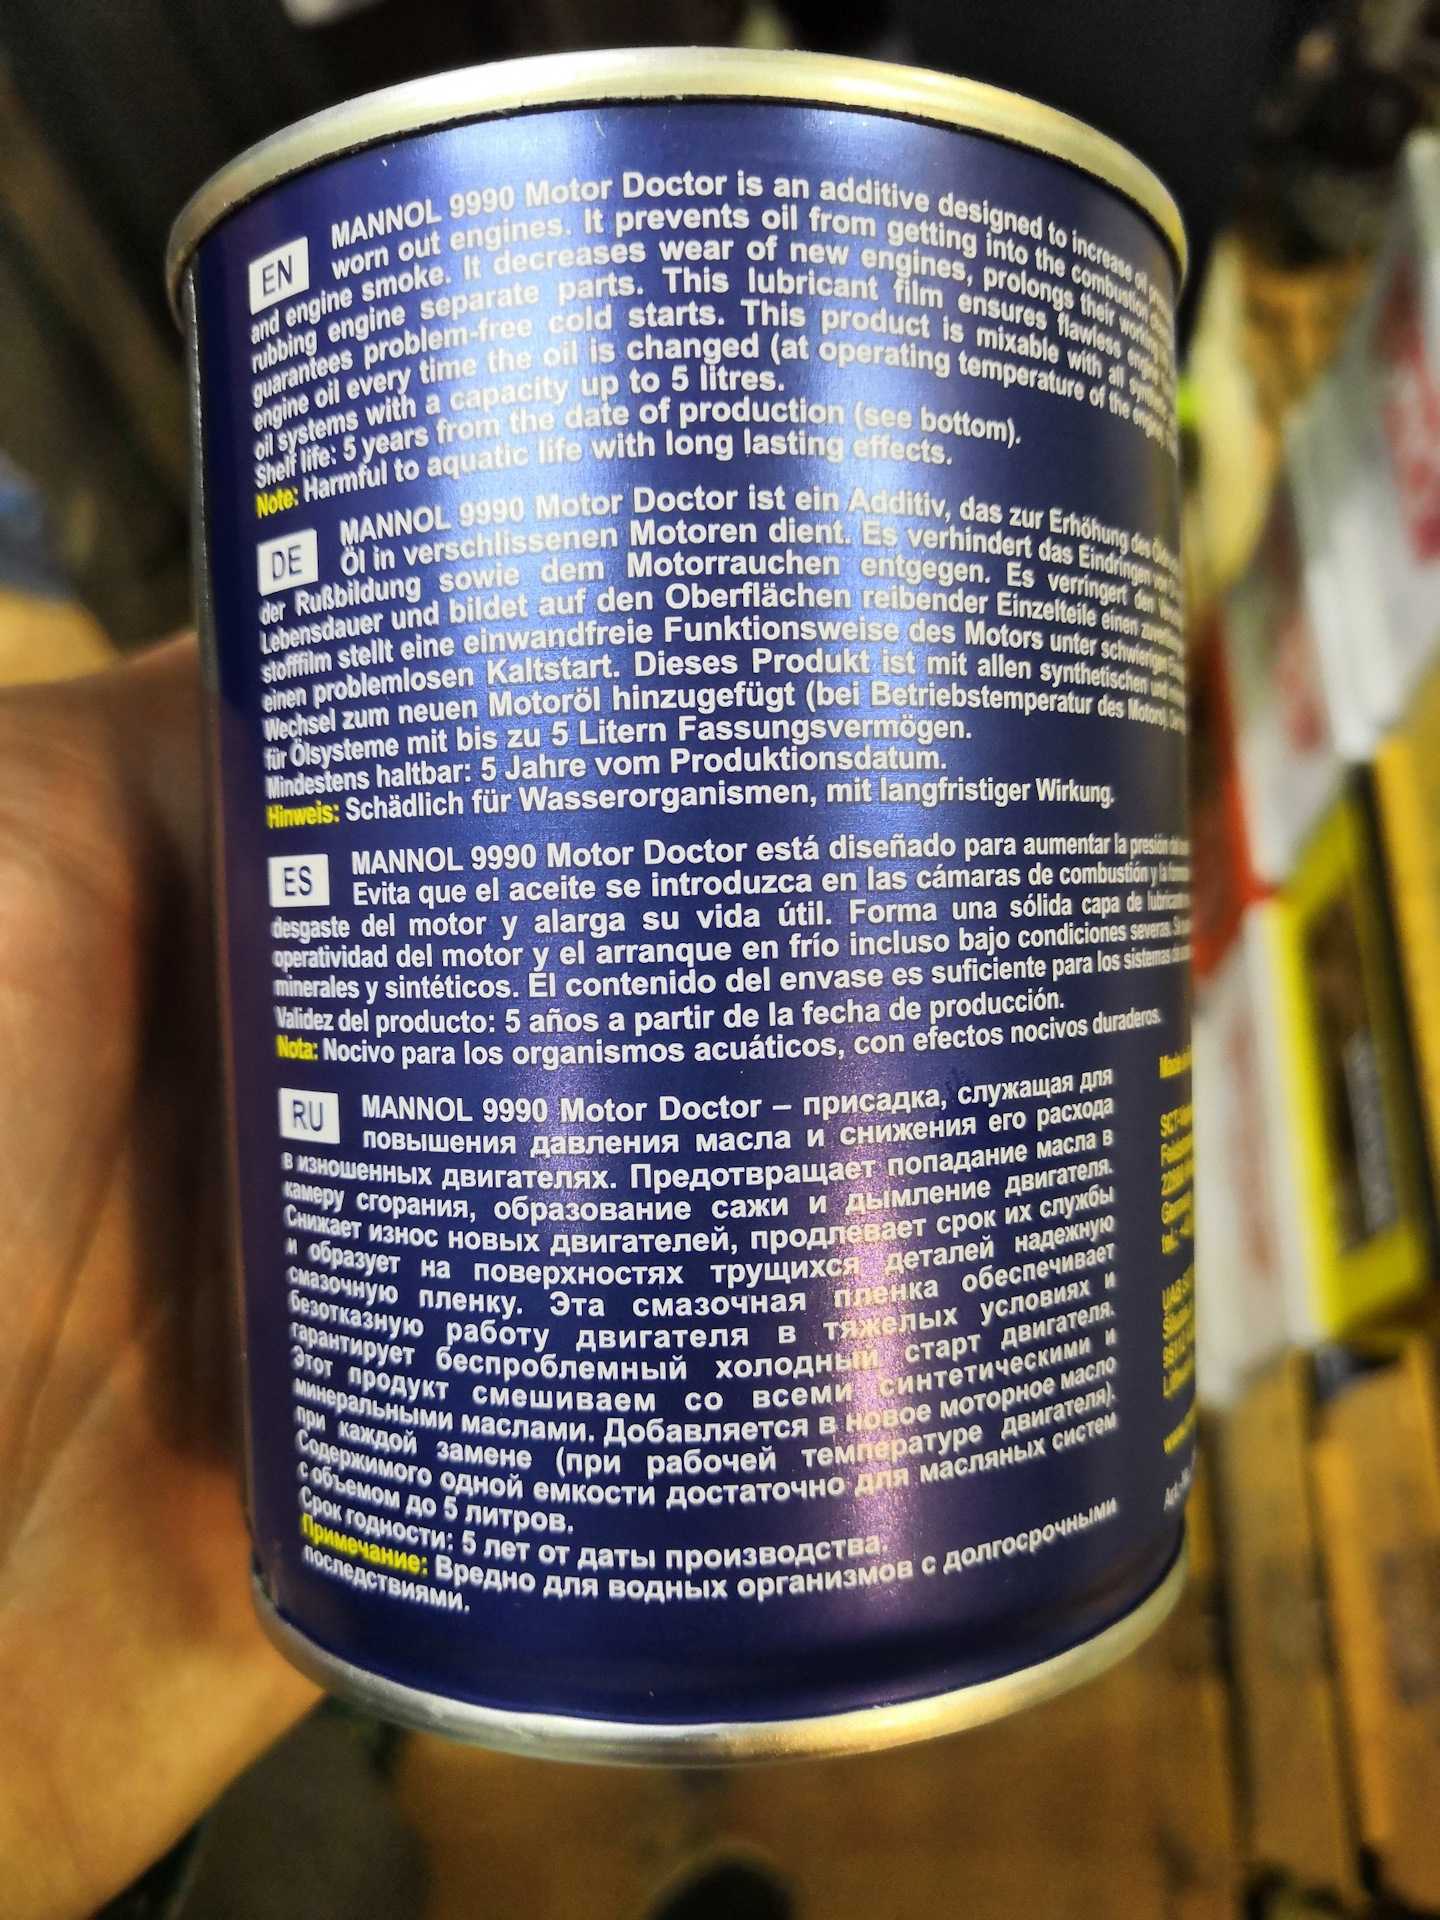 EN MANNOL 9990 Motor Doctor is an additive designed to increase oil
worn out engines. It prevents oil from getting into the combustion
and engine smoke. It decreases wear of new engines, prolongs their working
rubbing engine separate parts. This lubricant film ensures flawless engine
guarantees problem-free cold starts. This product is mixable with all
engine oil every time the oil is changed (at operating temperature of the engine).
oil systems with a capacity up to 5 litres.
Shelf life: 5 years from the date of production (see bottom).
Note: Harmful to aquatic life with long lasting effects.
DE MANNOL 9990 Motor Doctor ist ein Additiv, das zur Erhöhung des
Öl in verschlissenen Motoren dient. Es verhindert das Eindringen von
der Rußbildung sowie dem Motorrauchen entgegen. Es verringert den
Lebensdauer und bildet auf den Oberflächen reibender Einzelteile einen
stofffilm stellt eine einwandfreie Funktionsweise des Motors unter schwierigen
einen problemlosen Kaltstart. Dieses Produkt ist mit allen synthetischen und
Wechsel zum neuen Motoröl hinzugefügt (bei Betriebstemperatur des Motors).
für Ölsysteme mit bis zu 5 Litern Fassungsvermögen.
Mindestens haltbar: 5 Jahre vom Produktionsdatum.
Hinweis: Schädlich für Wasserorganismen, mit langfristiger Wirkung.
ES MANNOL 9990 Motor Doctor está diseñado para aumentar la presión
Evita que el aceite se introduzca en las cámaras de combustión y la
desgaste del motor y alarga su vida útil. Forma una sólida capa de
operatividad del motor y el arranque en frío incluso bajo condiciones severas.
minerales y sintéticos. El contenido del envase es suficiente para los sistemas
Validez del producto: 5 años a partir de la fecha de producción.
Nota: Nocivo para los organismos acuáticos, con efectos nocivos duraderos.
RU MANNOL 9990 Motor Doctor – присадка, служащая для
повышения давления масла и снижения его расхода
в изношенных двигателях. Предотвращает попадание масла в
камеру сгорания, образование сажи и дымление двигателя.
Снижает износ новых двигателей, продлевает срок их службы
и образует на поверхностях трущихся деталей надежную
смазочную пленку. Эта смазочная пленка обеспечивает
безотказную работу двигателя в тяжелых условиях и
гарантирует беспроблемный холодный старт двигателя.
Этот продукт смешиваем со всеми синтетическими и
минеральными маслами. Добавляется в новое моторное масло
при каждой замене (при рабочей температуре двигателя).
Содержимого одной емкости достаточно для масляных систем
с объемом до 5 литров.
Срок годности: 5 лет от даты производства.
Примечание: Вредно для водных организмов с долгосрочными
последствиями.